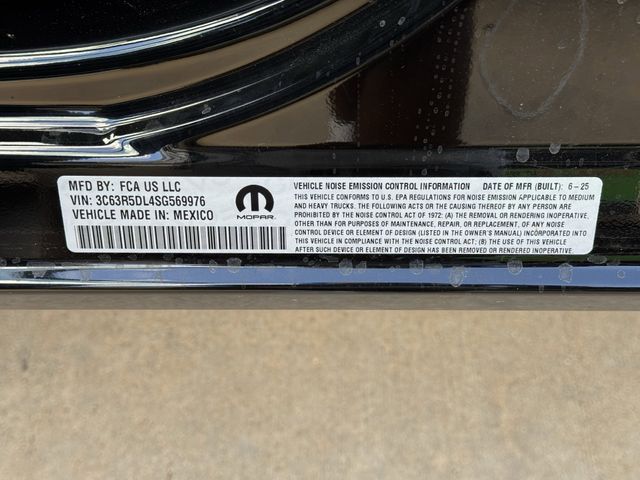 MFD BY: FCA US LLC
VIN: 3C63R5DL4SG569976
VEHICLE MADE IN: MEXICO
MOPAR
VEHICLE NOISE EMISSION CONTROL INFORMATION DATE OF MFR (BUILT): 6-25
THIS VEHICLE CONFORMS TO U.S. EPA REGULATIONS FOR NOISE EMISSION APPLICABLE TO MEDIUM
AND HEAVY TRUCKS. THE FOLLOWING ACTS OR THE CAUSING THEREOF BY ANY PERSON ARE
PROHIBITED BY THE NOISE CONTROL ACT OF 1972: (A) THE REMOVAL OR RENDERING INOPERATIVE,
OTHER THAN FOR PURPOSES OF MAINTENANCE, REPAIR, OR REPLACEMENT, OF ANY NOISE
CONTROL DEVICE OR ELEMENT OF DESIGN (LISTED IN THE OWNER'S MANUAL) INCORPORATED INTO
THIS VEHICLE IN COMPLIANCE WITH THE NOISE CONTROL ACT; (B) THE USE OF THIS VEHICLE
AFTER SUCH DEVICE OR ELEMENT OF DESIGN HAS BEEN REMOVED OR RENDERED INOPERATIVE